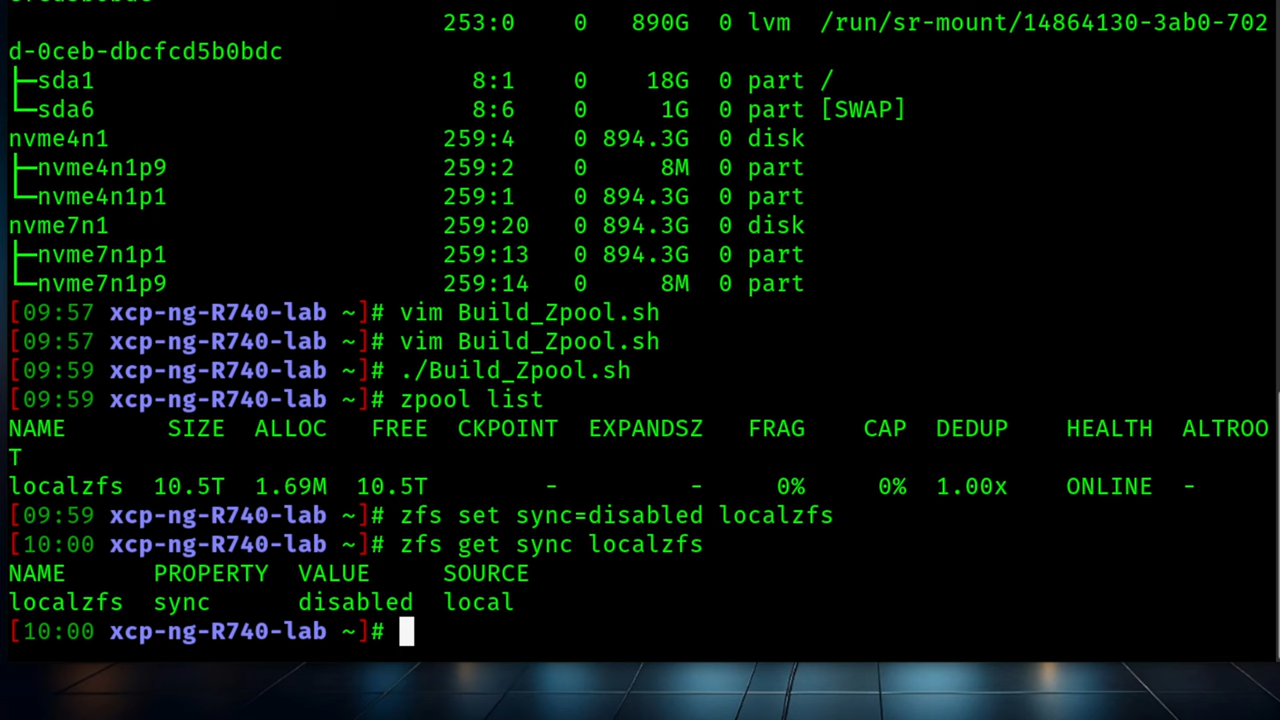 253:0 0 890G 0 lvm /run/sr-mount/14864130-3ab0-702
d-0ceb-dbcfcd5b0bdc
├─sda1 8:1 0 18G 0 part /
└─sda6 8:6 0 1G 0 part [SWAP]
nvme4n1 259:4 0 894.3G 0 disk
├─nvme4n1p9 259:2 0 8M 0 part
└─nvme4n1p1 259:1 0 894.3G 0 part
nvme7n1 259:20 0 894.3G 0 disk
├─nvme7n1p1 259:13 0 894.3G 0 part
└─nvme7n1p9 259:14 0 8M 0 part
[09:57 xcp-ng-R740-lab ~]# vim Build_Zpool.sh
[09:57 xcp-ng-R740-lab ~]# vim Build_Zpool.sh
[09:59 xcp-ng-R740-lab ~]# ./Build_Zpool.sh
[09:59 xcp-ng-R740-lab ~]# zpool list
NAME SIZE ALLOC FREE CKPOINT EXPANDSZ FRAG CAP DEDUP HEALTH ALTROO
T
localzfs 10.5T 1.69M 10.5T - - 0% 0% 1.00x ONLINE -
[09:59 xcp-ng-R740-lab ~]# zfs set sync=disabled localzfs
[10:00 xcp-ng-R740-lab ~]# zfs get sync localzfs
NAME PROPERTY VALUE SOURCE
localzfs sync disabled local
[10:00 xcp-ng-R740-lab ~]#